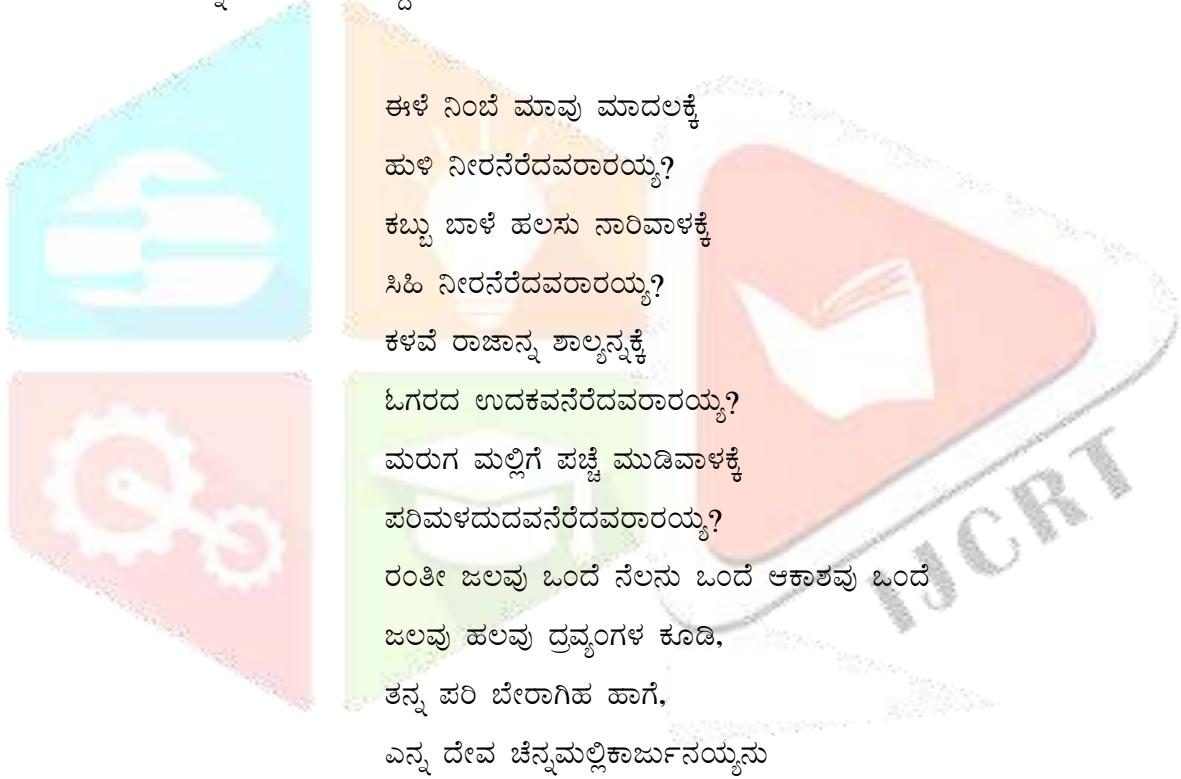 ಈಳೆ ನಿಂಬೆ ಮಾವು ಮಾದಲಕ್ಕೆ
ಹುಳಿ ನೀರನೆರೆದವರಾರಯ್ಯ?
ಕಬ್ಬು ಬಾಳೆ ಹಲಸು ನಾರಿವಾಳಕ್ಕೆ
ಸಿಹಿ ನೀರನೆರೆದವರಾರಯ್ಯ?
ಕಳವೆ ರಾಜಾನ್ನ ಶಾಲ್ಯನ್ನಕ್ಕೆ
ಓಗರದ ಉದಕವನೆರೆದವರಾರಯ್ಯ?
ಮರುಗ ಮಲ್ಲಿಗೆ ಪಚ್ಚೆ ಮುಡಿವಾಳಕ್ಕೆ
ಪರಿಮಳದುದವನೆರೆದವರಾರಯ್ಯ?
ರಂತೀ ಜಲವು ಒಂದೆ ನೆಲನು ಒಂದೆ ಆಕಾಶವು ಒಂದೆ
ಜಲವು ಹಲವು ದ್ರವ್ಯಂಗಳ ಕೂಡಿ,
ತನ್ನ ಪರಿ ಬೇರಾಗಿಹ ಹಾಗೆ,
ಎನ್ನ ದೇವ ಚೆನ್ನಮಲ್ಲಿಕಾರ್ಜುನಯ್ಯನು
IJCRT